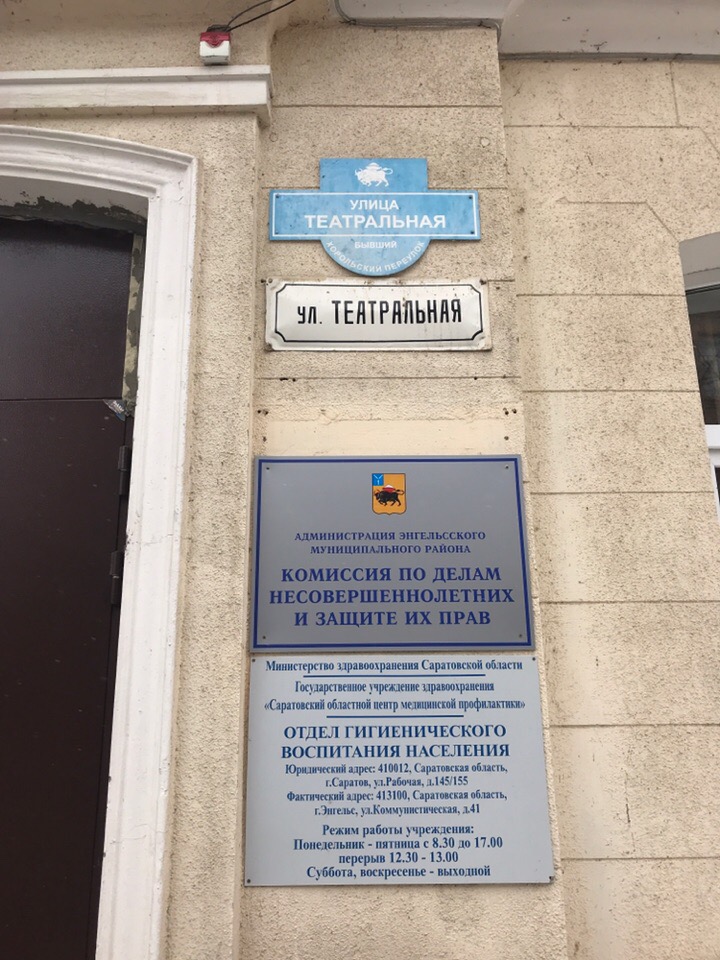 УЛИЦА
ТЕАТРАЛЬНАЯ
БЫВШИЙ
ХОРОЛЬСКИЙ ПЕРЕУЛОК
ул. ТЕАТРАЛЬНАЯ
АДМИНИСТРАЦИЯ ЭНГЕЛЬССКОГО
МУНИЦИПАЛЬНОГО РАЙОНА
КОМИССИЯ ПО ДЕЛАМ
НЕСОВЕРШЕННОЛЕТНИХ
И ЗАЩИТЕ ИХ ПРАВ
Министерство здравоохранения Саратовской области
Государственное учреждение здравоохранения
«Саратовский областной центр медицинской профилактики»
ОТДЕЛ ГИГИЕНИЧЕСКОГО
ВОСПИТАНИЯ НАСЕЛЕНИЯ
Юридический адрес: 410012, Саратовская область,
г.Саратов, ул.Рабочая, д.145/155
Фактический адрес: 413100, Саратовская область,
г.Энгельс, ул.Коммунистическая, д.41
Режим работы учреждения:
Понедельник - пятница с 8.30 до 17.00
перерыв 12.30 - 13.00
Суббота, воскресенье - выходной